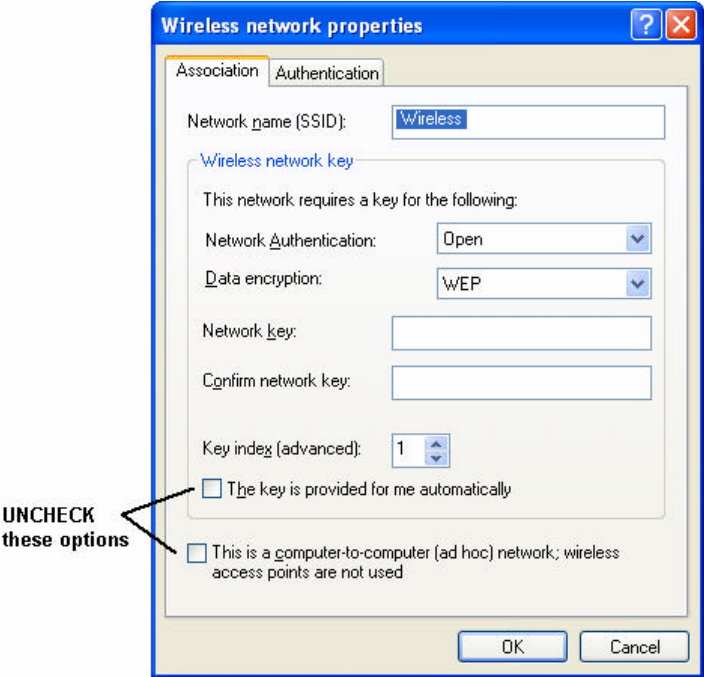 Wireless network properties
Association Authentication
Network name (SSID): Wireless
Wireless network key
This network requires a key for the following:
Network Authentication: Open
Data encryption: WEP
Network key:
Confirm network key:
Key index (advanced): 1
The key is provided for me automatically
UNCHECK
these options
This is a computer-to-computer (ad hoc) network; wireless
access points are not used
OK Cancel